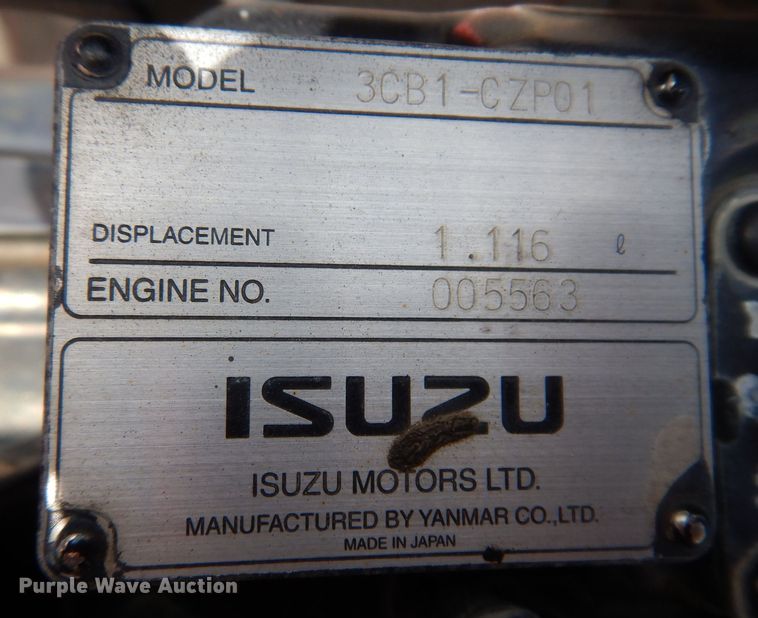 MODEL 3CB1-CZP01
DISPLACEMENT 1.116 ℓ
ENGINE NO. 005563
ISUZU
ISUZU MOTORS LTD.
MANUFACTURED BY YANMAR CO.,LTD.
MADE IN JAPAN
Purple Wave Auction